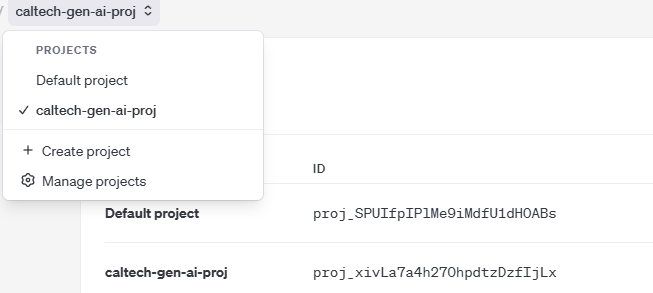 / caltech-gen-ai-proj
PROJECTS
Default project
caltech-gen-ai-proj
Create project
Manage projects
ID
Default project proj_SPUIfpIPlMe9iMdfU1dHOABs
caltech-gen-ai-proj proj_xivLa7a4h27OhpdtzDzfIjLx